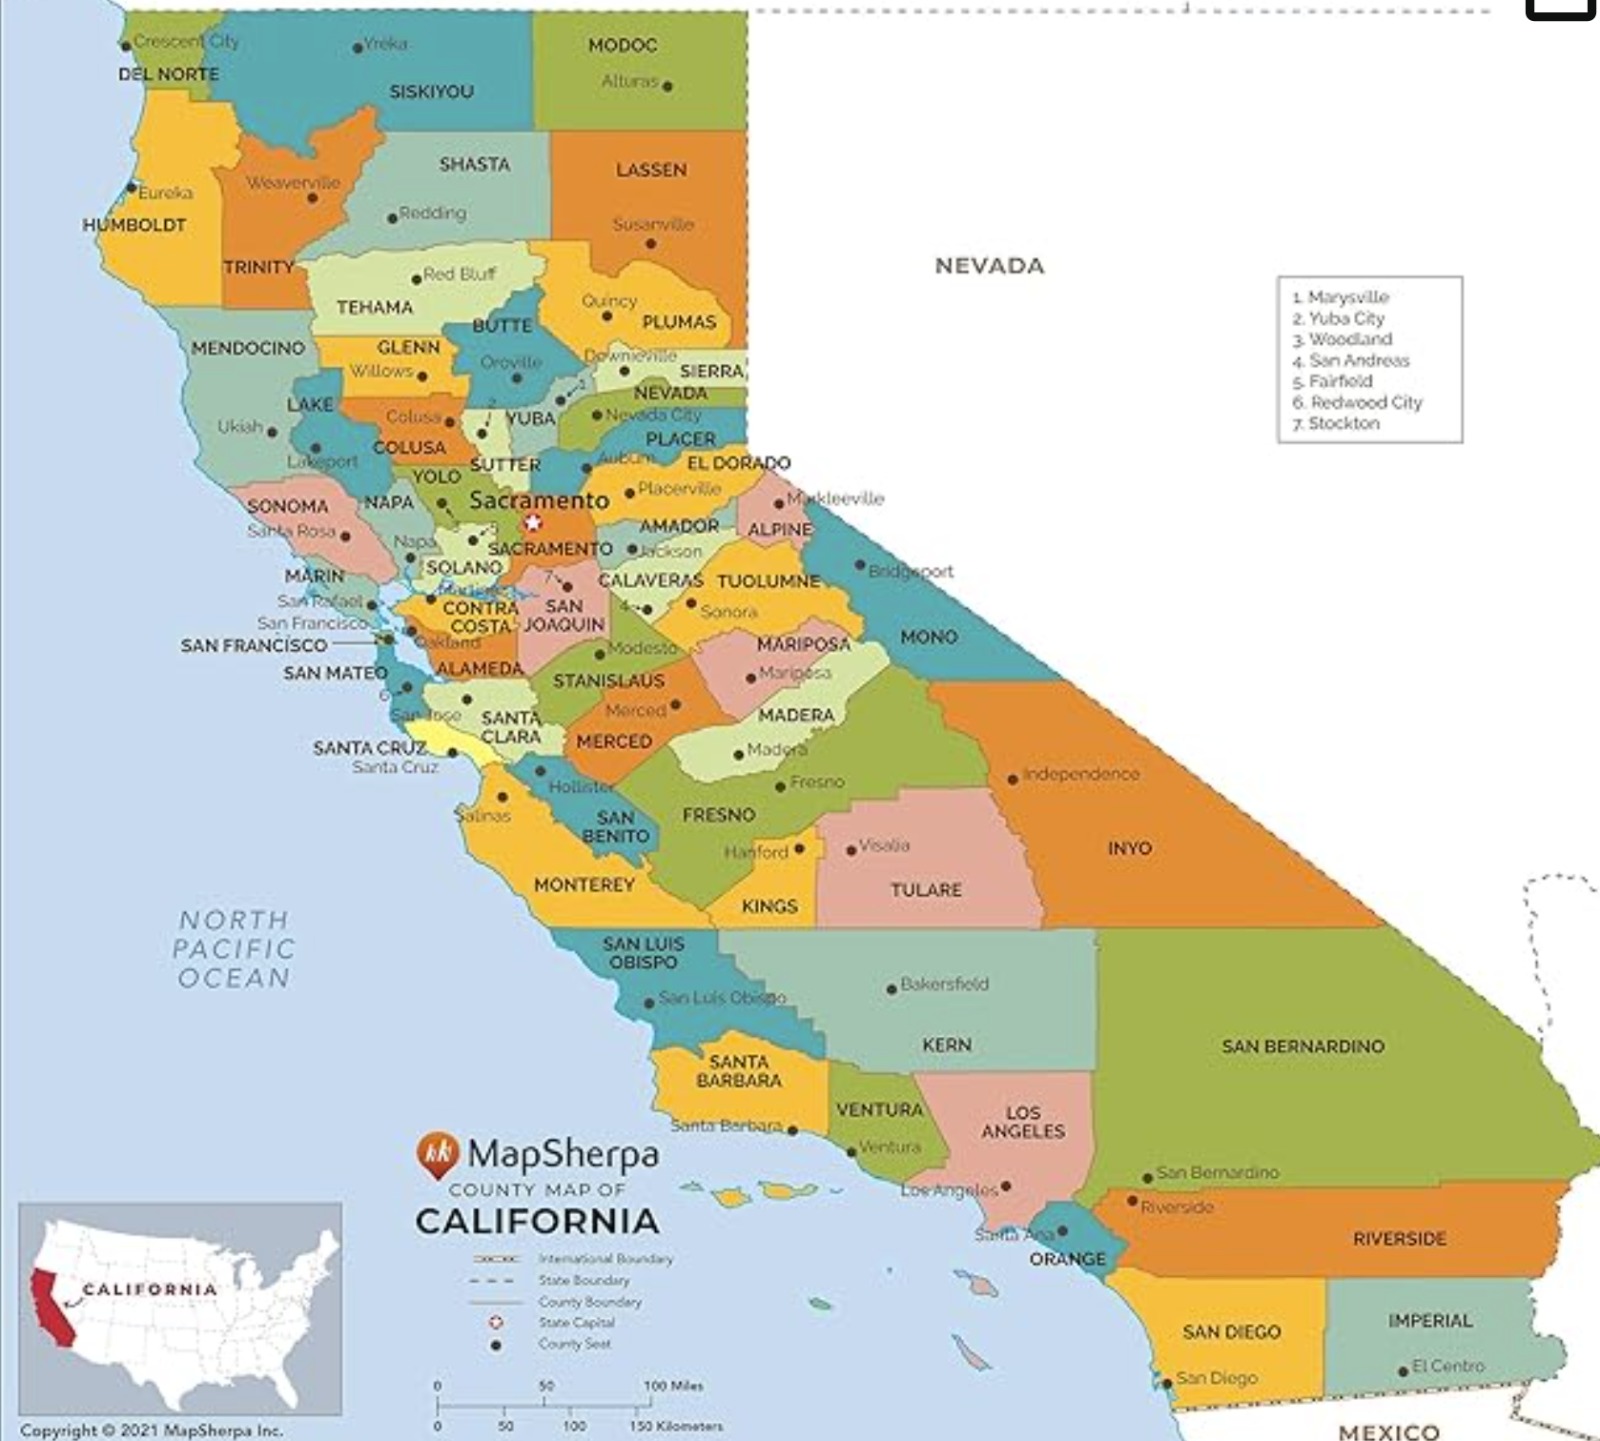 Crescent City
Yreka
MODOC
DEL NORTE
Alturas
SISKIYOU
SHASTA
LASSEN
Weaverville
Eureka
Redding
HUMBOLDT
Susanville
TRINITY
NEVADA
Red Bluff
TEHAMA
Quincy
BUTTE
PLUMAS
1. Marysville
2. Yuba City
3. Woodland
4. San Andreas
5. Fairfield
6. Redwood City
7. Stockton
MENDOCINO
GLENN
Downieville
Oroville
Willows
SIERRA
1
NEVADA
LAKE
2
Colusa
YUBA
Nevada City
Ukiah
PLACER
COLUSA
Lakeport
SUTTER
Auburn
EL DORADO
YOLO
Placerville
SONOMA
NAPA
Sacramento
Markleeville
Santa Rosa
3
5
AMADOR
ALPINE
Napa
SACRAMENTO
Jackson
SOLANO
Bridgeport
MARIN
7
CALAVERAS
TUOLUMNE
Martinez
San Rafael
CONTRA
COSTA
SAN
JOAQUIN
4
Sonora
San Francisco
SAN FRANCISCO
Oakland
Modesto
MARIPOSA
MONO
SAN MATEO
ALAMEDA
STANISLAUS
Mariposa
6
San Jose
SANTA
CLARA
Merced
MADERA
MERCED
SANTA CRUZ
Santa Cruz
Madera
Hollister
Fresno
Independence
Salinas
SAN
BENITO
FRESNO
Hanford
Visalia
INYO
MONTEREY
KINGS
TULARE
NORTH
PACIFIC
OCEAN
SAN LUIS
OBISPO
San Luis Obispo
Bakersfield
KERN
SAN BERNARDINO
SANTA
BARBARA
VENTURA
LOS
ANGELES
Santa Barbara
Ventura
San Bernardino
Los Angeles
Riverside
MapSherpa
COUNTY MAP OF
CALIFORNIA
Santa Ana
ORANGE
RIVERSIDE
International Boundary
State Boundary
County Boundary
State Capital
County Seat
CALIFORNIA
SAN DIEGO
IMPERIAL
San Diego
El Centro
0 50 100 Miles
0 50 100 150 Kilometers
MEXICO
Copyright © 2021 MapSherpa Inc.